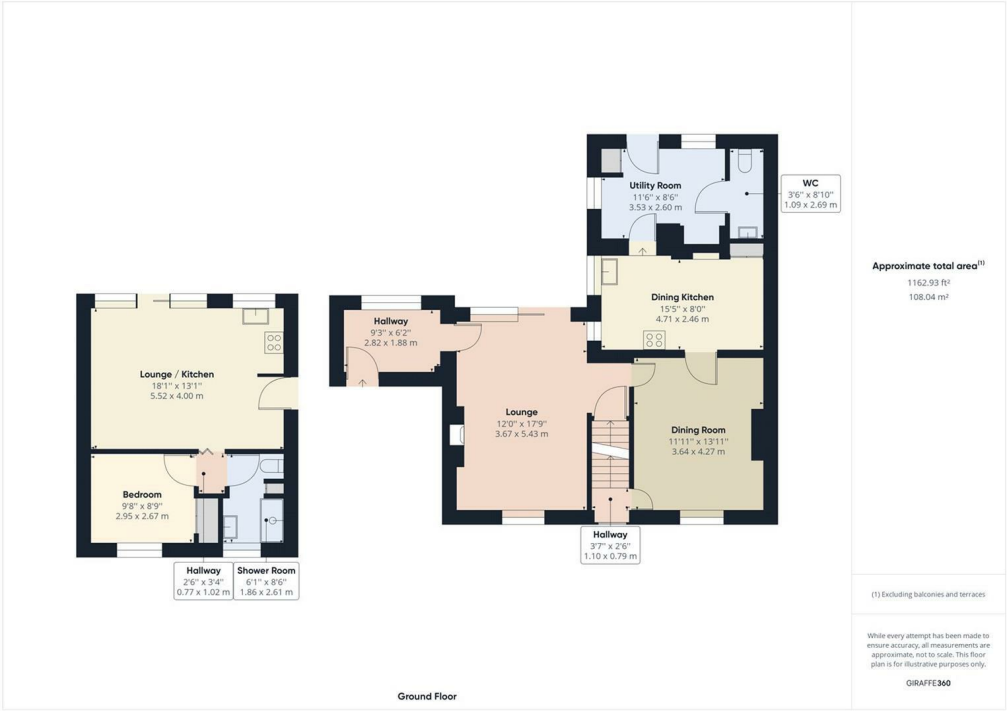 Utility Room
11'6" x 8'6"
3.53 x 2.60 m
WC
3'6" x 8'10"
1.09 x 2.69 m
Dining Kitchen
15'5" x 8'0"
4.71 x 2.46 m
Hallway
9'3" x 6'2"
2.82 x 1.88 m
Lounge / Kitchen
18'1" x 13'1"
5.52 x 4.00 m
Lounge
12'0" x 17'9"
3.67 x 5.43 m
Dining Room
11'11" x 13'11"
3.64 x 4.27 m
Bedroom
9'8" x 8'9"
2.95 x 2.67 m
Hallway
3'7" x 2'6"
1.10 x 0.79 m
Hallway
2'6" x 3'4"
0.77 x 1.02 m
Shower Room
6'1" x 8'6"
1.86 x 2.61 m
Ground Floor
Approximate total area(1)
1162.93 ft²
108.04 m²
(1) Excluding balconies and terraces
While every attempt has been made to
ensure accuracy, all measurements are
approximate, not to scale. This floor
plan is for illustrative purposes only.
GIRAFFE360